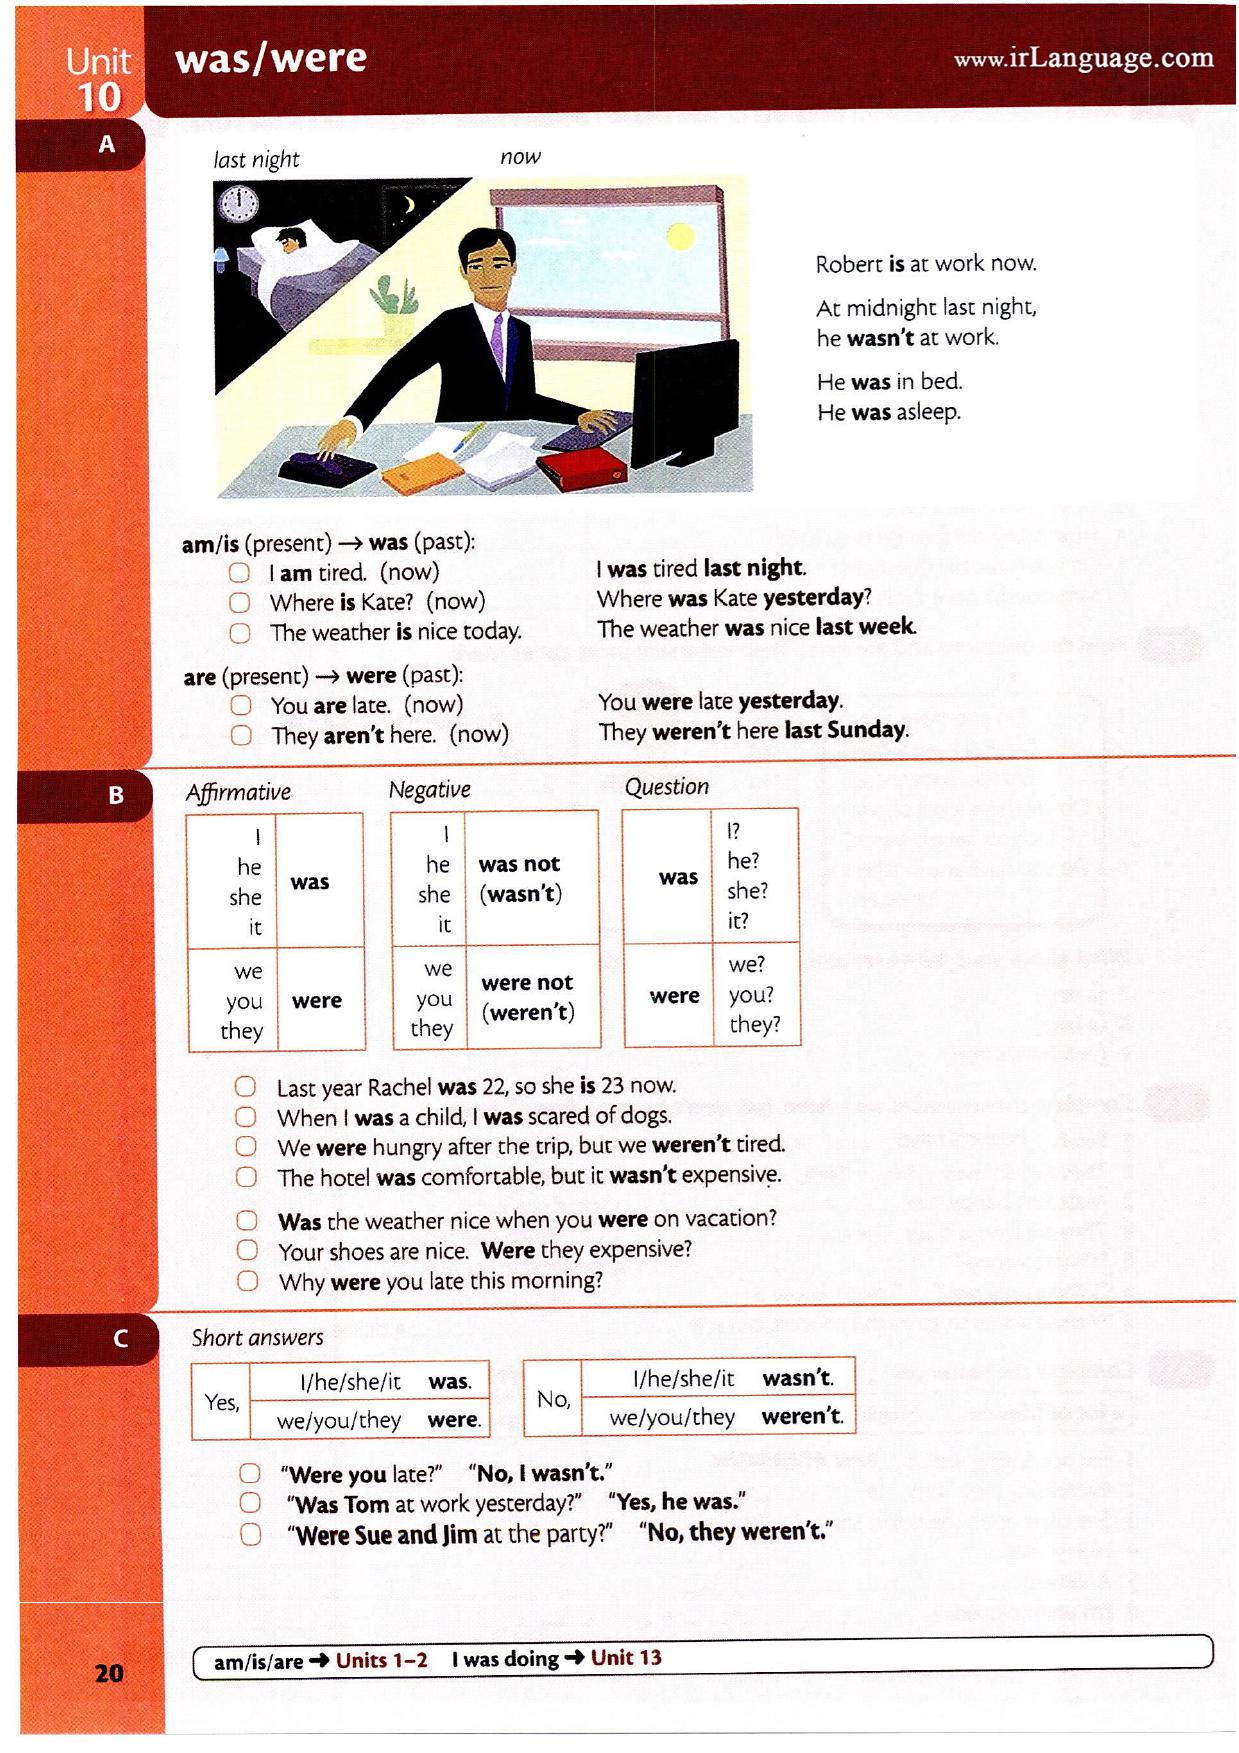 Unit
10
was/were
www.irLanguage.com
A
last night now
Robert is at work now.
At midnight last night,
he wasn't at work.
He was in bed.
He was asleep.
am/is (present) → was (past):
I am tired. (now) I was tired last night.
Where is Kate? (now) Where was Kate yesterday?
The weather is nice today. The weather was nice last week.
are (present) → were (past):
You are late. (now) You were late yesterday.
They aren't here. (now) They weren't here last Sunday.
B
Affirmative
I
he
she
it
was
we
you
they
were
Negative
I
he
she
it
was not
(wasn't)
we
you
they
were not
(weren't)
Question
was
I?
he?
she?
it?
were
we?
you?
they?
Last year Rachel was 22, so she is 23 now.
When I was a child, I was scared of dogs.
We were hungry after the trip, but we weren't tired.
The hotel was comfortable, but it wasn't expensive.
Was the weather nice when you were on vacation?
Your shoes are nice. Were they expensive?
Why were you late this morning?
C
Short answers
Yes,
I/he/she/it was.
we/you/they were.
No,
I/he/she/it wasn't.
we/you/they weren't.
"Were you late?" "No, I wasn't."
"Was Tom at work yesterday?" "Yes, he was."
"Were Sue and Jim at the party?" "No, they weren't."
am/is/are → Units 1–2 I was doing → Unit 13
20